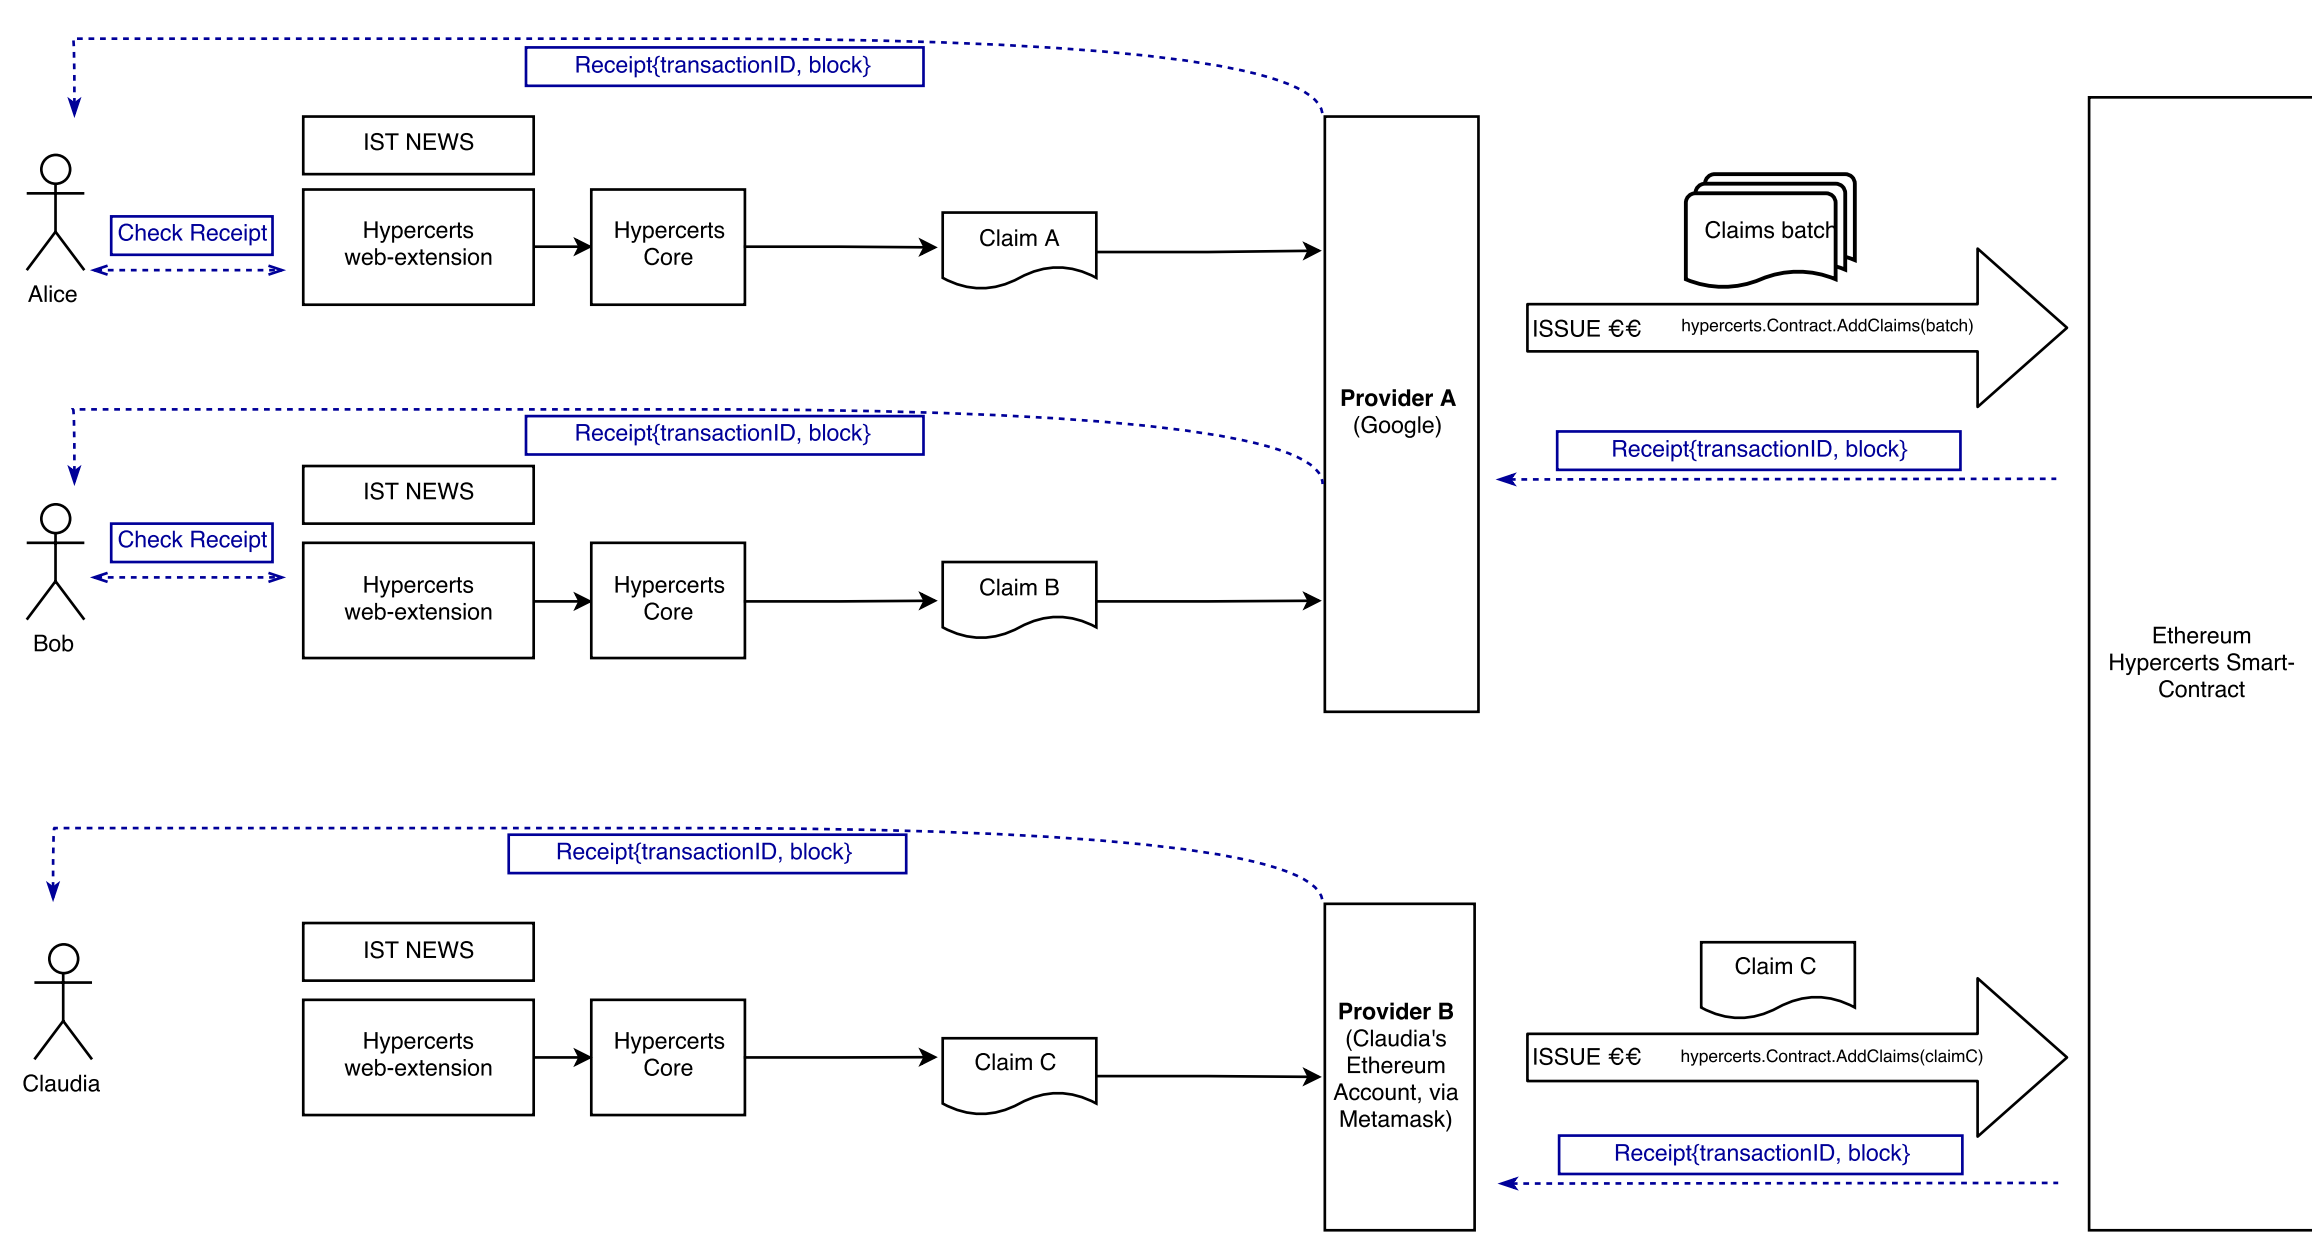 Receipt{transactionID, block}
IST NEWS
Check Receipt
Hypercerts
web-extension
Hypercerts
Core
Claim A
Alice
Claims batch
ISSUE €€
hypercerts.Contract.AddClaims(batch)
Provider A
(Google)
Receipt{transactionID, block}
Receipt{transactionID, block}
IST NEWS
Check Receipt
Hypercerts
web-extension
Hypercerts
Core
Claim B
Bob
Ethereum
Hypercerts Smart-
Contract
Receipt{transactionID, block}
IST NEWS
Hypercerts
web-extension
Hypercerts
Core
Claim C
Claudia
Provider B
(Claudia's
Ethereum
Account, via
Metamask)
Claim C
ISSUE €€
hypercerts.Contract.AddClaims(claimC)
Receipt{transactionID, block}